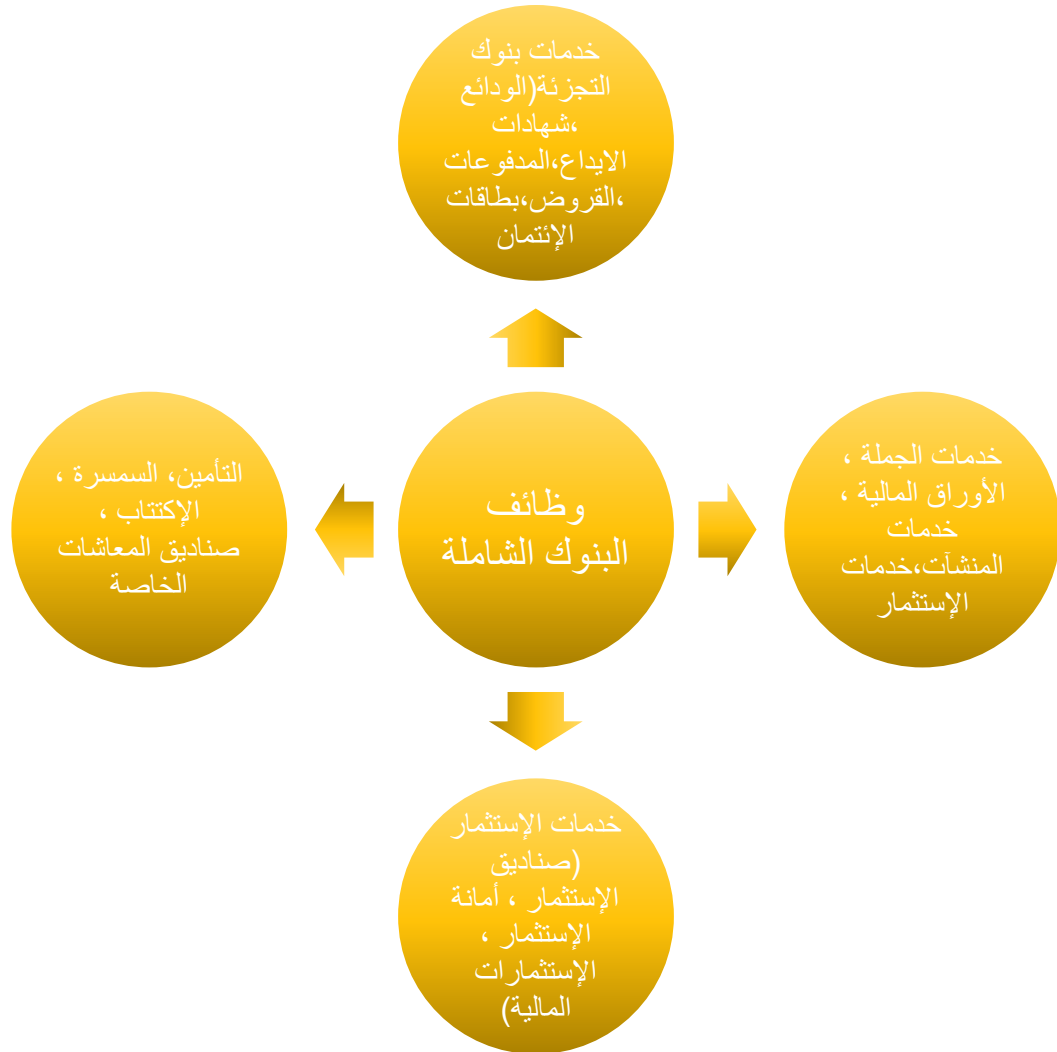 خدمات بنوك
التجزئة(الودائع
،شهادات
الايداع،المدفوعات
،القروض،بطاقات
الإئتمان
وظائف
البنوك الشاملة
خدمات الجملة ،
الأوراق المالية ،
خدمات
المنشآت،خدمات
الإستثمار
خدمات الإستثمار
(صناديق
الإستثمار ، أمانة
الإستثمار ،
الإستثمارات
المالية)
التأمين، السمسرة ،
الإكتتاب ،
صناديق المعاشات
الخاصة